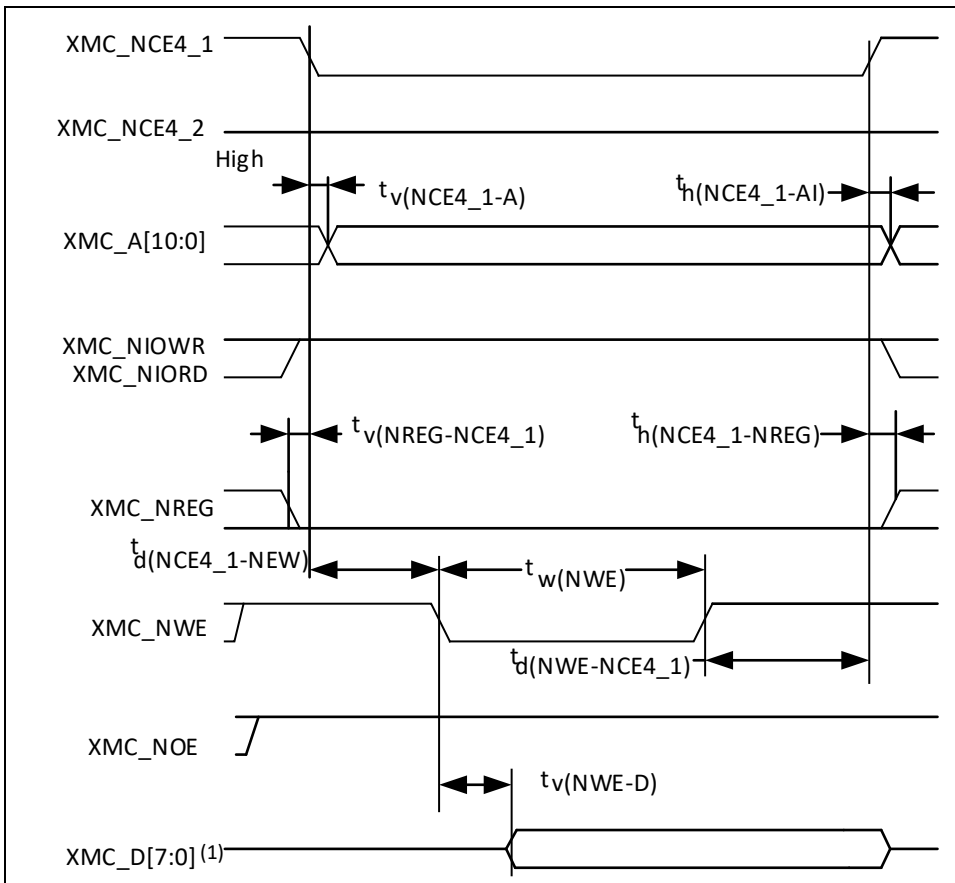 XMC_NCE4_1
XMC_NCE4_2
High
tv(NCE4_1-A)
th(NCE4_1-AI)
XMC_A[10:0]
XMC_NIOWR
XMC_NIORD
tv(NREG-NCE4_1)
th(NCE4_1-NREG)
XMC_NREG
td(NCE4_1-NEW)
tw(NWE)
XMC_NWE
td(NWE-NCE4_1)
XMC_NOE
tv(NWE-D)
XMC_D[7:0] (1)